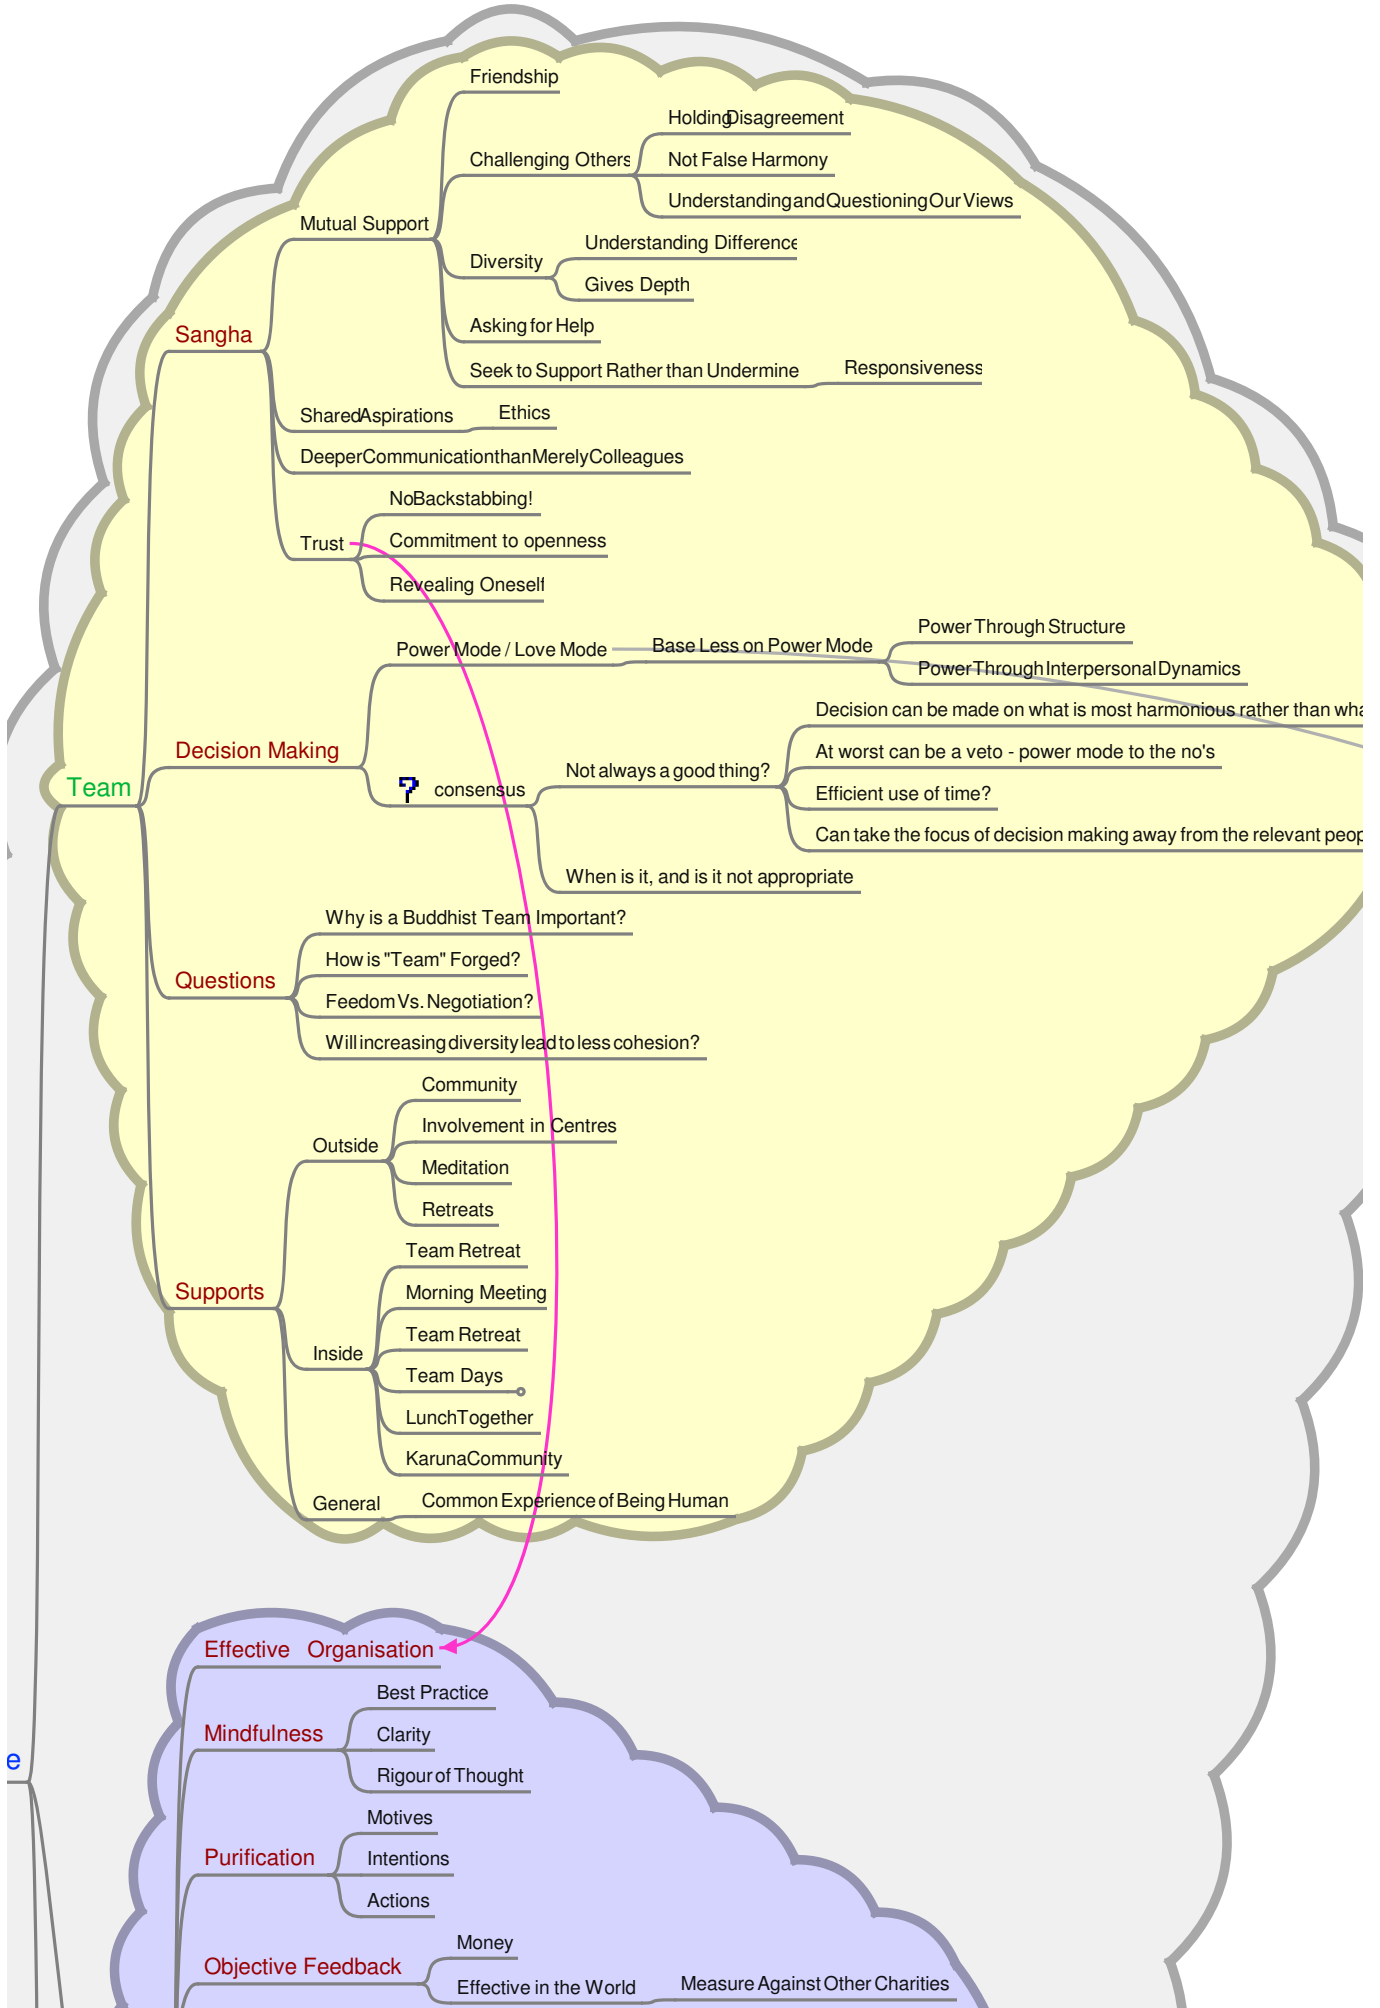 Friendship
Holding Disagreement
Challenging Others
Not False Harmony
Understanding and Questioning Our Views
Mutual Support
Understanding Difference
Diversity
Gives Depth
Asking for Help
Sangha
Seek to Support Rather than Undermine
Responsiveness
Shared Aspirations
Ethics
Deeper Communication than Merely Colleagues
No Backstabbing!
Trust
Commitment to openness
Revealing Oneself
Power Mode / Love Mode
Base Less on Power Mode
Power Through Structure
Power Through Interpersonal Dynamics
Decision can be made on what is most harmonious rather than wha
Decision Making
At worst can be a veto - power mode to the no's
Not always a good thing?
Team
? consensus
Efficient use of time?
Can take the focus of decision making away from the relevant peop
When is it, and is it not appropriate
Why is a Buddhist Team Important?
How is "Team" Forged?
Questions
Feedom Vs. Negotiation?
Will increasing diversity lead to less cohesion?
Community
Involvement in Centres
Outside
Meditation
Retreats
Team Retreat
Supports
Morning Meeting
Team Retreat
Inside
Team Days
Lunch Together
Karuna Community
General
Common Experience of Being Human
Effective Organisation
Best Practice
Mindfulness
Clarity
e
Rigour of Thought
Motives
Purification
Intentions
Actions
Money
Objective Feedback
Effective in the World
Measure Against Other Charities